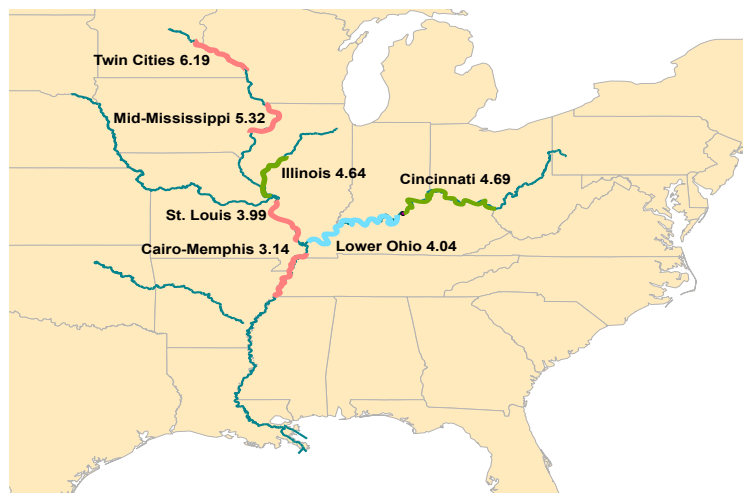 Twin Cities 6.19
Mid-Mississippi 5.32
Illinois 4.64
Cincinnati 4.69
St. Louis 3.99
Cairo-Memphis 3.14
Lower Ohio 4.04